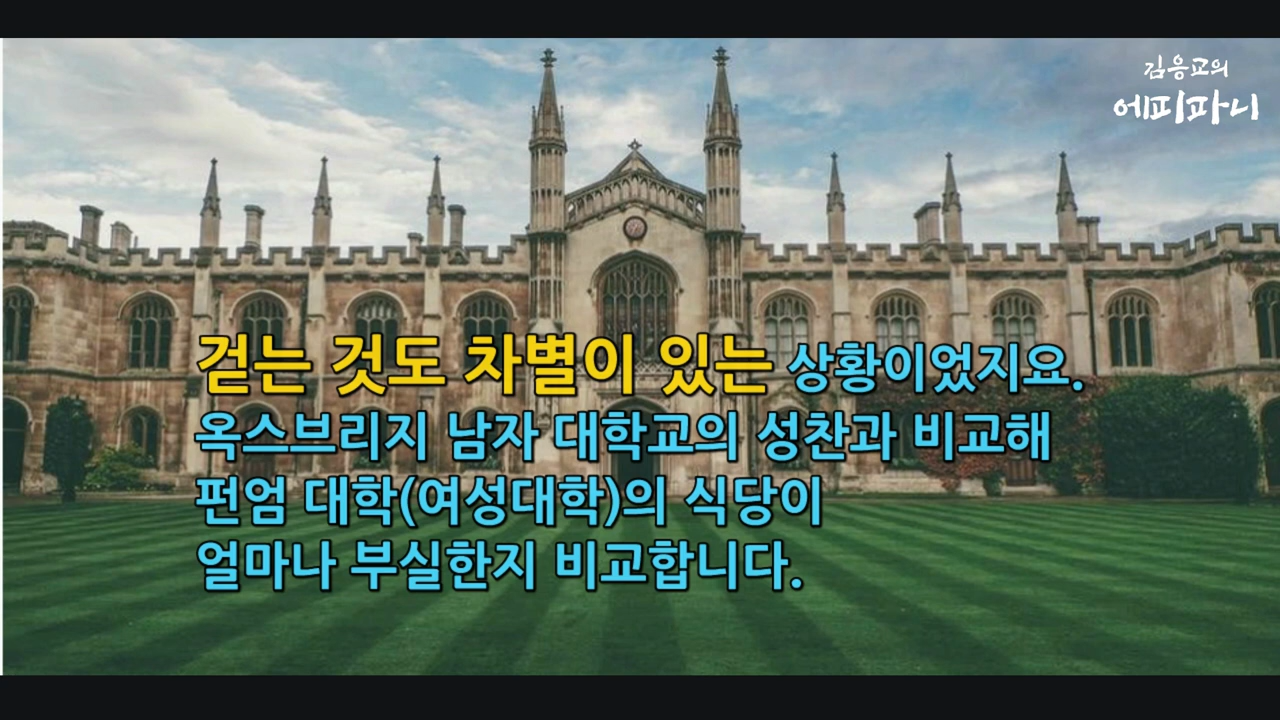 김응교의
에피파니
걷는 것도 차별이 있는 상황이었지요.
옥스브리지 남자 대학교의 성찬과 비교해
펀엄 대학(여성대학)의 식당이
얼마나 부실한지 비교합니다.